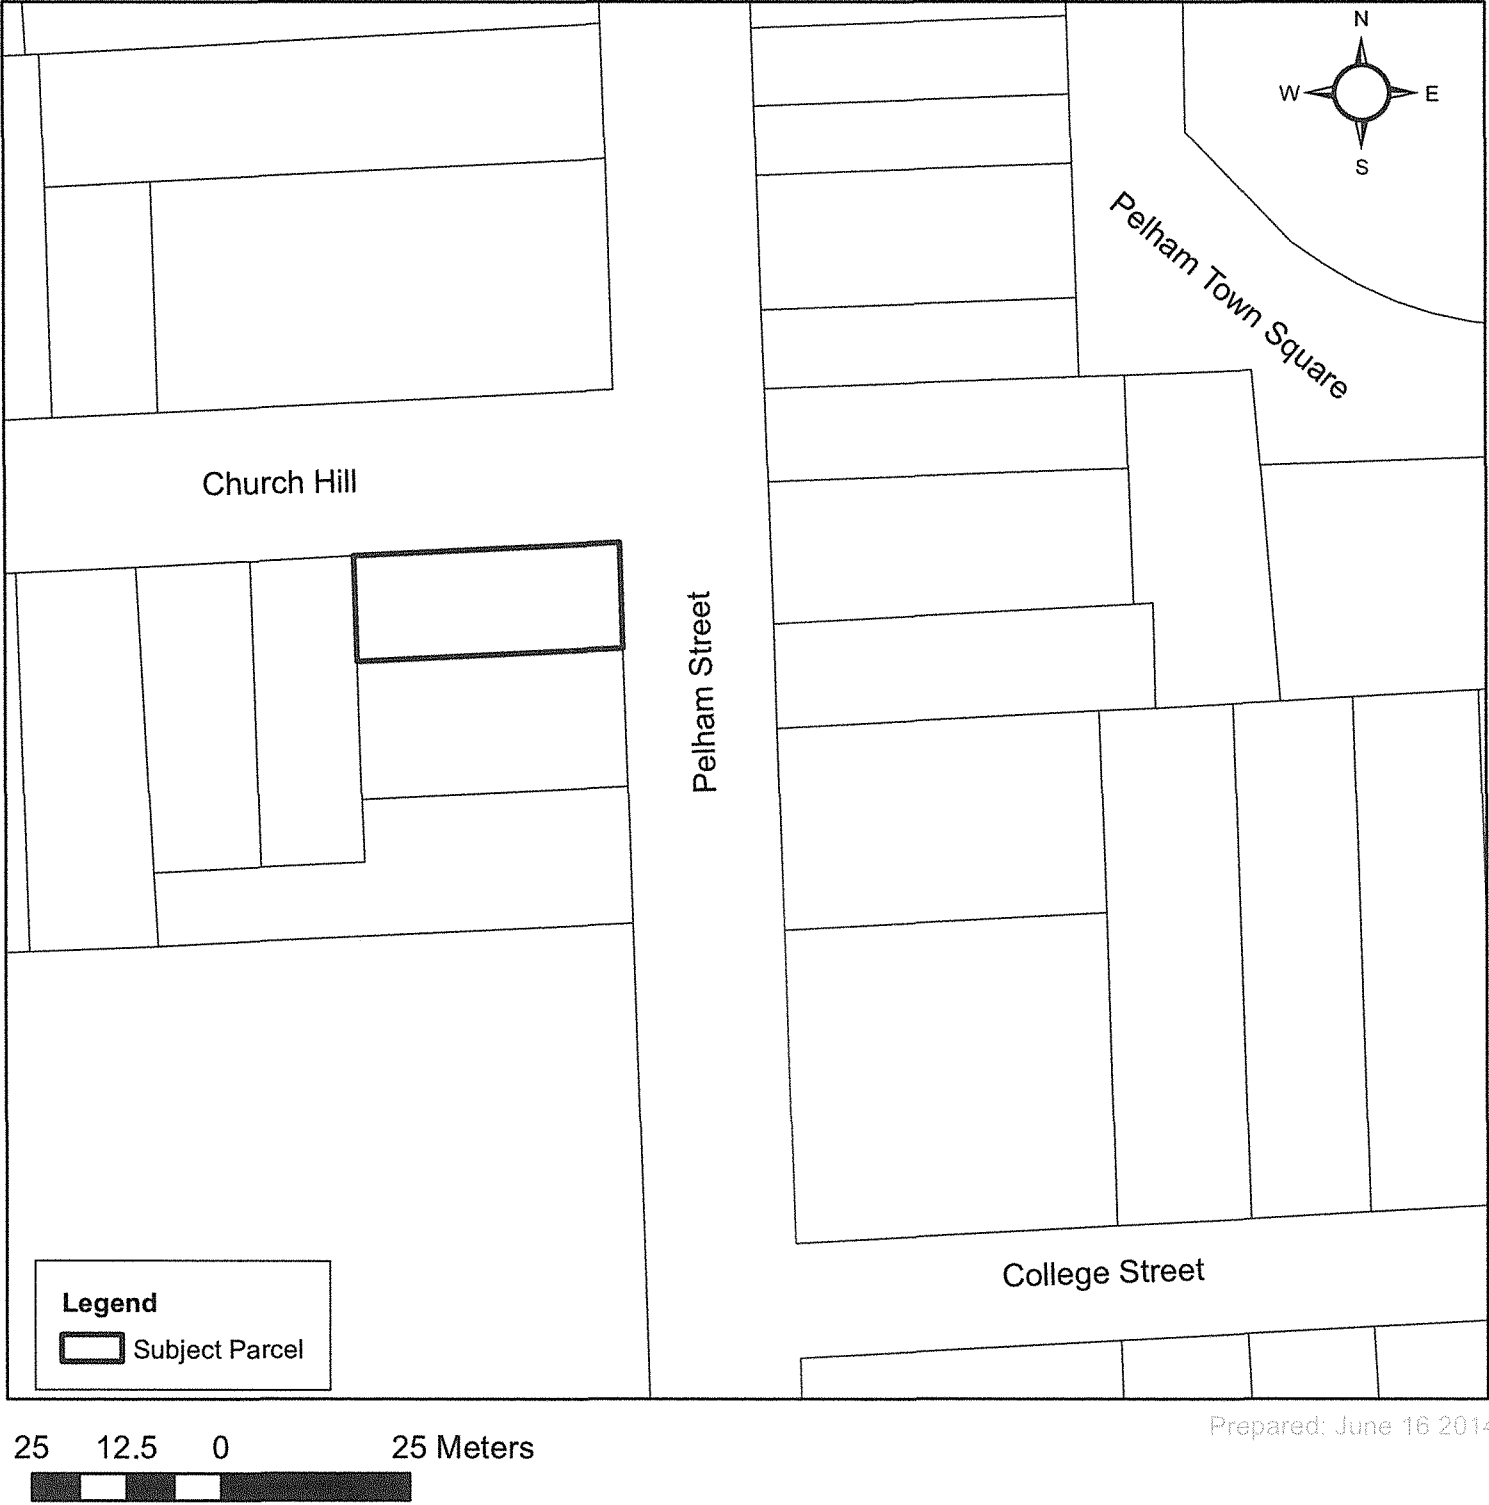 N
W E
S
Pelham Town Square
Church Hill
Pelham Street
College Street
Legend
Subject Parcel
Prepared: June 16 2014
25 12.5 0 25 Meters